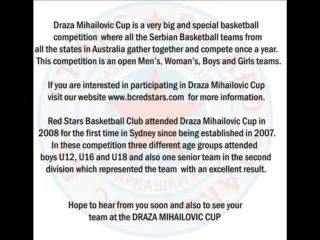 Draza Mihailovic Cup is a very big and special basketball
competition where all the Serbian Basketball teams from
all the states in Australia gather together and compete once a year.
This competition is an open Men's, Woman's, Boys and Girls teams.
If you are interested in participating in Draza Mihailovic Cup
visit our website www.bcredstars.com for more information.
Red Stars Basketball Club attended Draza Mihailovic Cup in
2008 for the first time in Sydney since being established in 2007.
In these competition three different age groups attended
boys U12, U16 and U18 and also one senior team in the second
division which represented the team with an excellent result.
Hope to hear from you soon and also to see your
team at the DRAZA MIHAILOVIC CUP